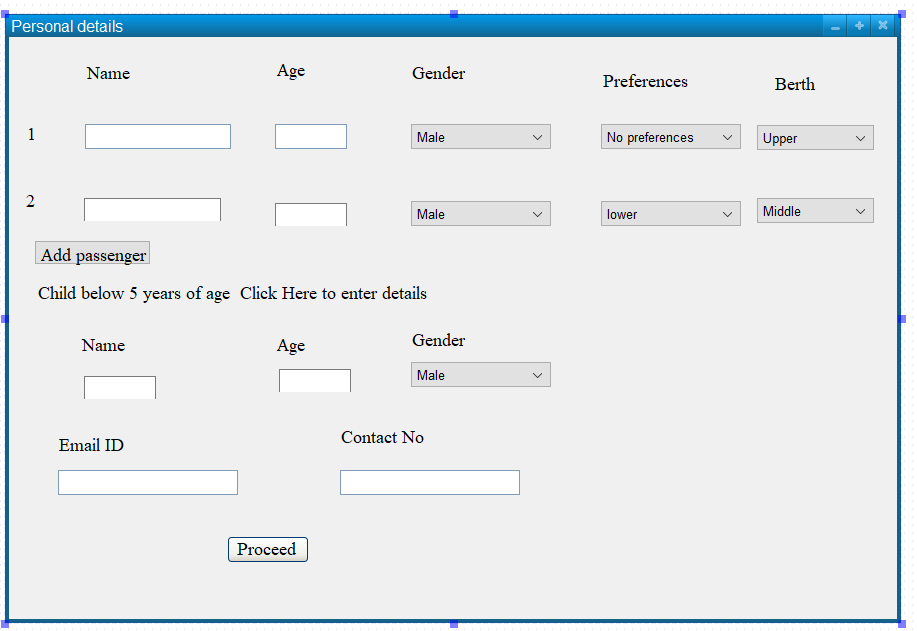 Personal details
Name Age Gender Preferences Berth
1 Male No preferences Upper
2 Male lower Middle
Add passenger
Child below 5 years of age Click Here to enter details
Name Age Gender
Male
Email ID Contact No
Proceed